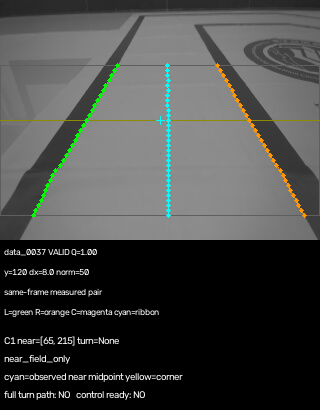 data_0037 VALID Q=1.00
y=120 dx=8.0 norm=50
same-frame measured pair
L=green R=orange C=magenta cyan=ribbon
C1 near=[65, 215] turn=None
near_field_only
cyan=observed near midpoint yellow=corner
full turn path: NO control ready: NO